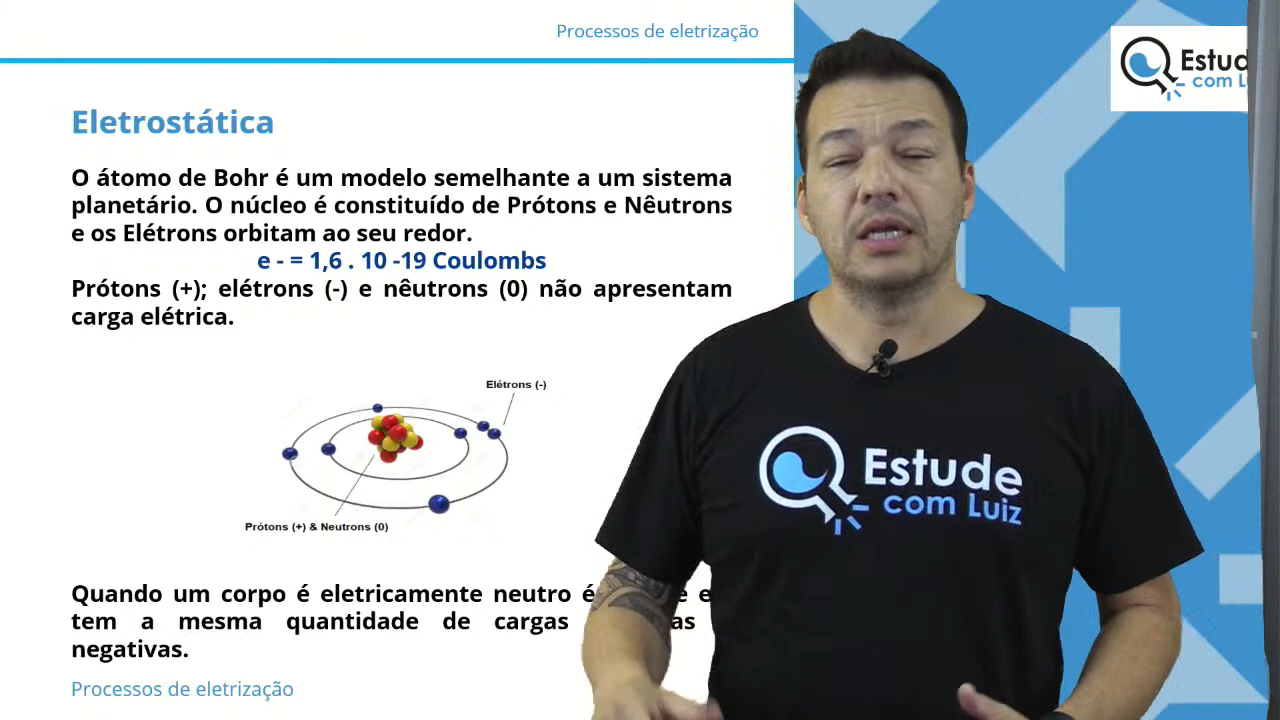 Processos de eletrização
Estud
com Lu
Eletrostática
O átomo de Bohr é um modelo semelhante a um sistema
planetário. O núcleo é constituído de Prótons e Nêutrons
e os Elétrons orbitam ao seu redor.
e - = 1,6 . 10 -19 Coulombs
Prótons (+); elétrons (-) e nêutrons (0) não apresentam
carga elétrica.
Elétrons (-)
Prótons (+) & Neutrons (0)
Estude
com Luiz
Quando um corpo é eletricamente neutro é
tem a mesma quantidade de cargas
negativas.
Processos de eletrização